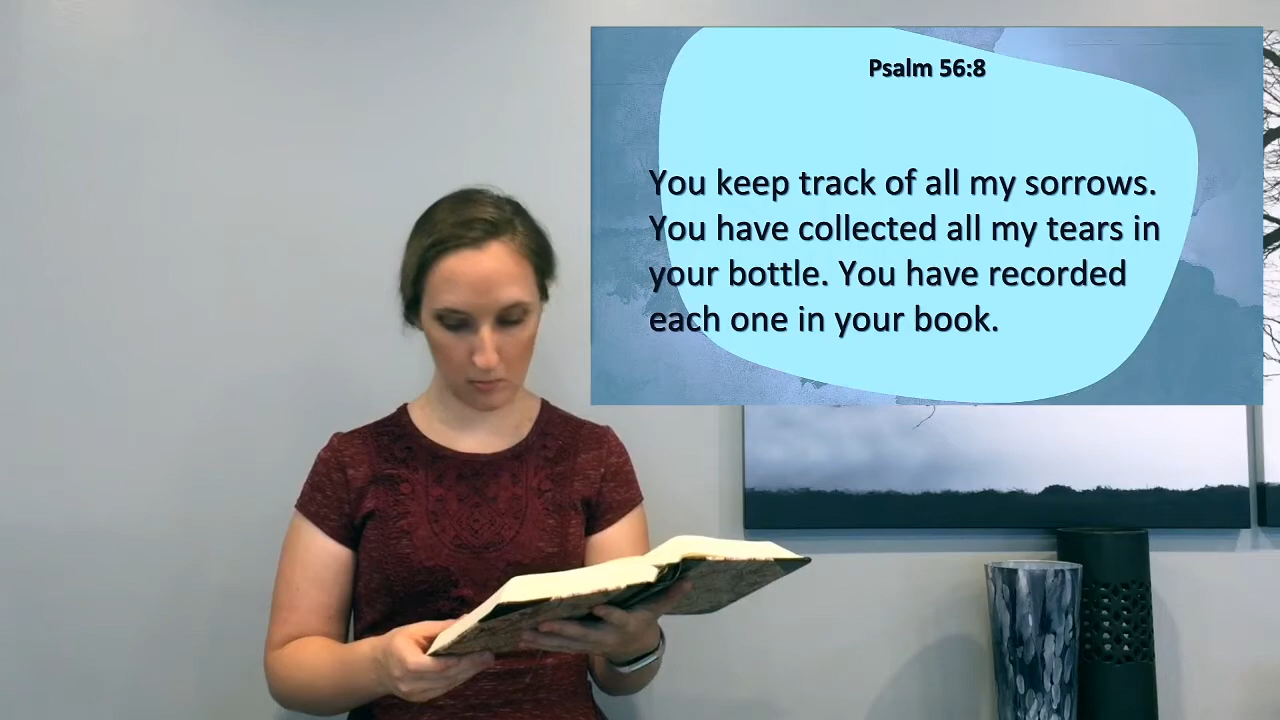 Psalm 56:8
You keep track of all my sorrows.
You have collected all my tears in
your bottle. You have recorded
each one in your book.